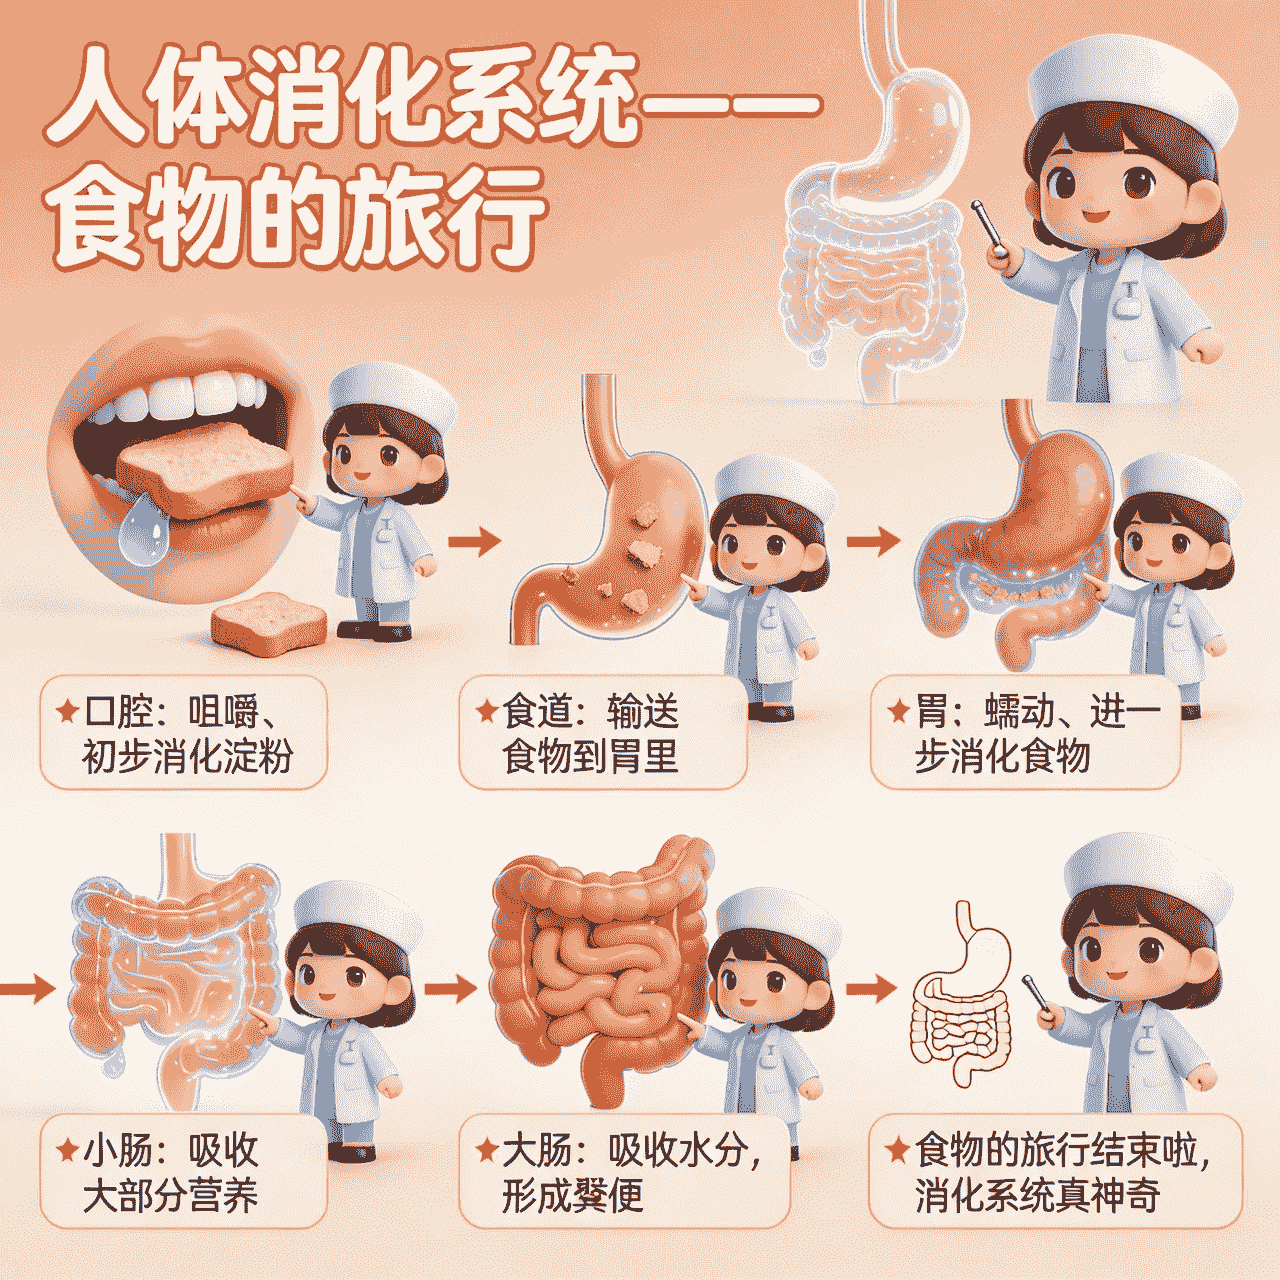 人体消化系统——
食物的旅行
★口腔：咀嚼、
初步消化淀粉
★食道：输送
食物到胃里
★胃：蠕动、进一
步消化食物
★小肠：吸收
大部分营养
★大肠：吸收水分，
形成粪便
★食物的旅行结束啦，
消化系统真神奇